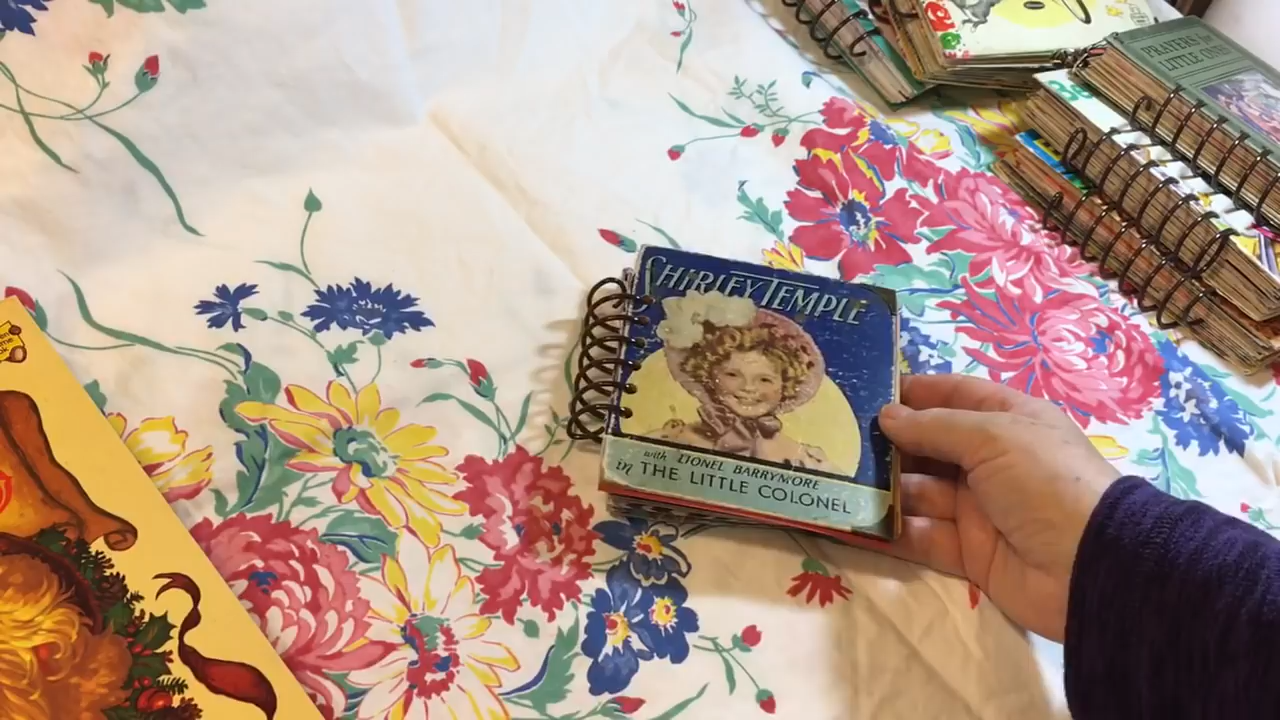 SHIRLEY TEMPLE
with LIONEL BARRYMORE
in THE LITTLE COLONEL
PRAYERS for
LITTLE ONES